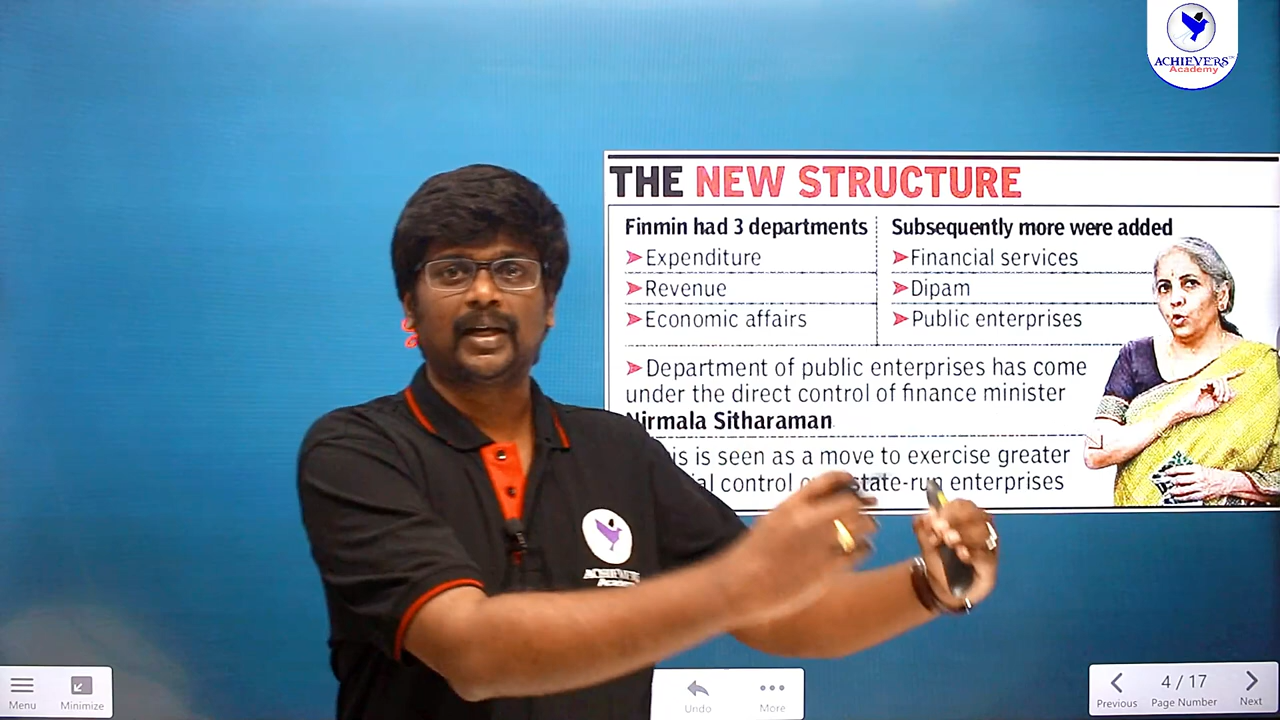 ACHIEVERS
Academy
THE NEW STRUCTURE
Finmin had 3 departments
➤Expenditure
➤Revenue
➤Economic affairs
Subsequently more were added
➤Financial services
➤Dipam
➤Public enterprises
➤Department of public enterprises has come
under the direct control of finance minister
Nirmala Sitharaman
is is seen as a move to exercise greater
control state-run enterprises
ACHIEVERS
Academy
Menu
Minimize
Undo
More
Previous
4 / 17
Page Number
Next